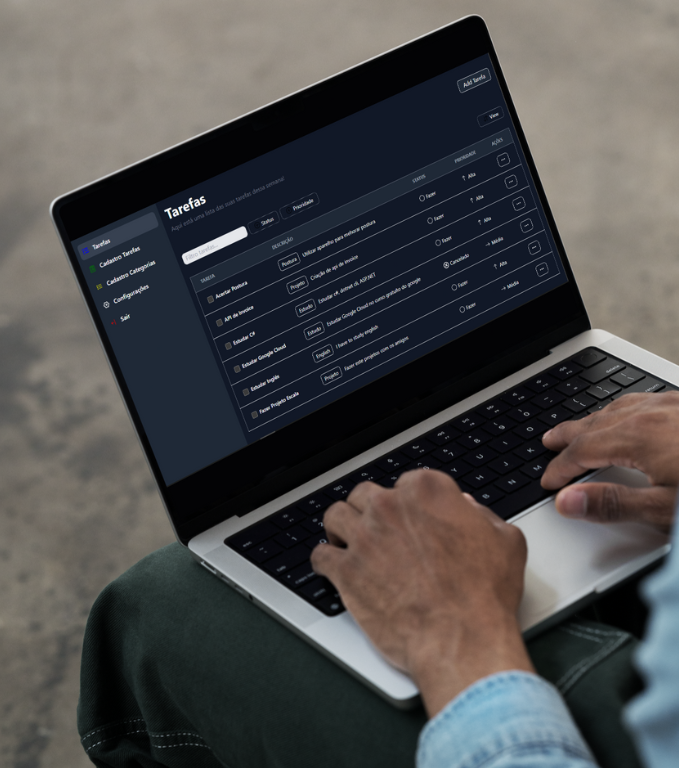 Add Tarefa
View
Tarefas
Aqui está uma lista das suas tarefas dessa semana!
Filtro tarefas...
Status
Prioridade
Tarefas
Cadastro Tarefas
Cadastro Categorias
Configurações
Sair
TAREFA DESCRIÇÃO STATUS PRIORIDADE AÇÕES
Acertar Postura Postura Utilizar aparelho para melhorar postura Fazer ↑ Alta
API de invoice Projeto Criação de api de invoice Fazer ↑ Alta
Estudar C# Estudo Estudar c#, dotnet cli, ASP.NET Fazer ↑ Alta
Estudar Google Cloud Estudo Estudar Google Cloud no curso gratuito do google Cancelado → Média
Estudar Inglês English I have to study english Fazer ↑ Alta
Fazer Projeto Escala Projeto Fazer este projetos com os amigos Fazer → Média